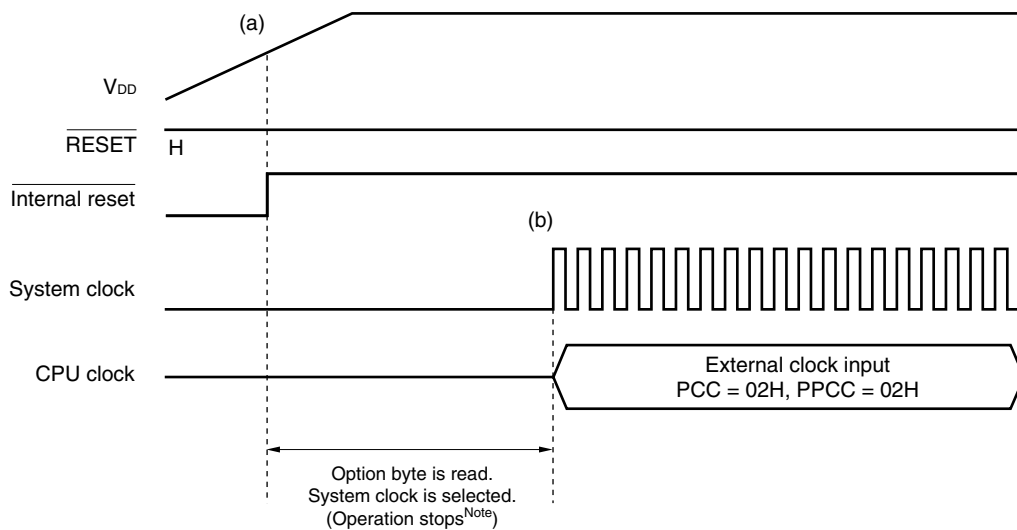 (a)
VDD
RESET
H
Internal reset
(b)
System clock
CPU clock
External clock input
PCC = 02H, PPCC = 02H
Option byte is read.
System clock is selected.
(Operation stopsNote)